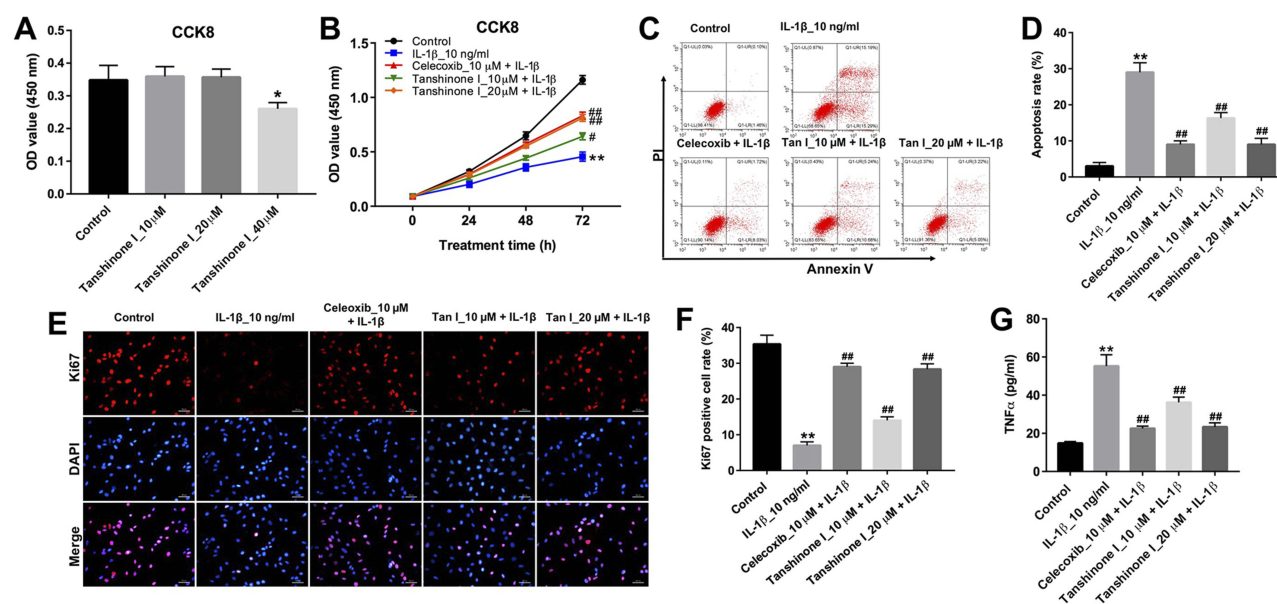 A
CCK8
OD value (450 nm)
0.5
0.4
0.3
0.2
0.1
0.0
*
Control
Tanshinone I_10μM
Tanshinone I_20μM
Tanshinone I_40μM
B
CCK8
OD value (450 nm)
1.5
1.0
0.5
0.0
Control
IL-1β_10 ng/ml
Celecoxib_10 μM + IL-1β
Tanshinone I_10μM + IL-1β
Tanshinone I_20μM + IL-1β
##
##
#
**
0 24 48 72
Treatment time (h)
C
Control
IL-1β_10 ng/ml
Celecoxib + IL-1β
Tan I_10 μM + IL-1β
Tan I_20 μM + IL-1β
PI
Annexin V
D
Apoptosis rate (%)
40
30
20
10
0
**
##
##
##
Control
IL-1β_10 ng/ml
Celecoxib_10 μM + IL-1β
Tanshinone I_10 μM + IL-1β
Tanshinone I_20 μM + IL-1β
E
Control
IL-1β_10 ng/ml
Celeoxib_10 μM
+ IL-1β
Tan I_10 μM + IL-1β
Tan I_20 μM + IL-1β
Ki67
DAPI
Merge
F
Ki67 positive cell rate (%)
40
30
20
10
0
**
##
##
##
Control
IL-1β_10 ng/ml
Celecoxib_10 μM + IL-1β
Tanshinone I_10 μM + IL-1β
Tanshinone I_20 μM + IL-1β
G
TNFα (pg/ml)
80
60
40
20
0
**
##
##
##
Control
IL-1β_10 ng/ml
Celecoxib_10 μM + IL-1β
Tanshinone I_10 μM + IL-1β
Tanshinone I_20 μM + IL-1β